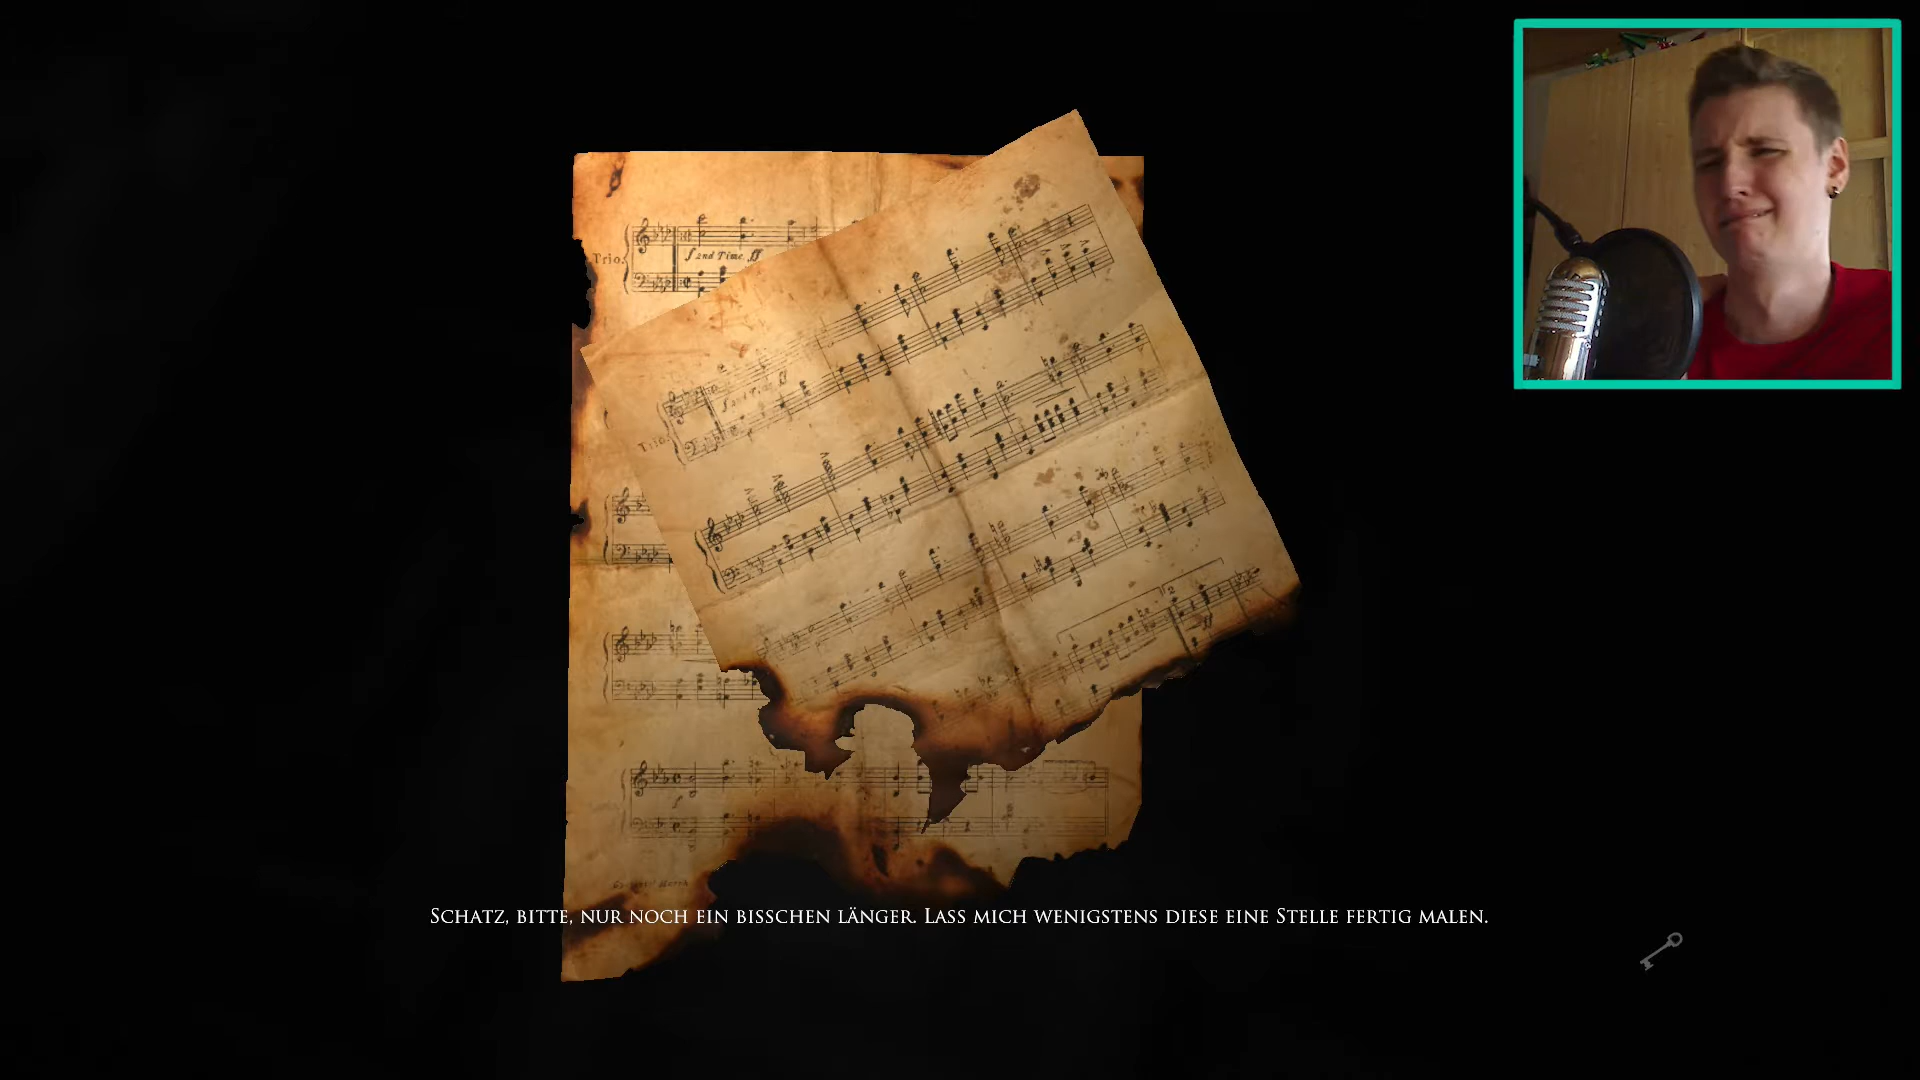 Trio.
f 2nd Time. ff
Trio.
SCHATZ, BITTE, NUR NOCH EIN BISSCHEN LÄNGER. LASS MICH WENIGSTENS DIESE EINE STELLE FERTIG MALEN.